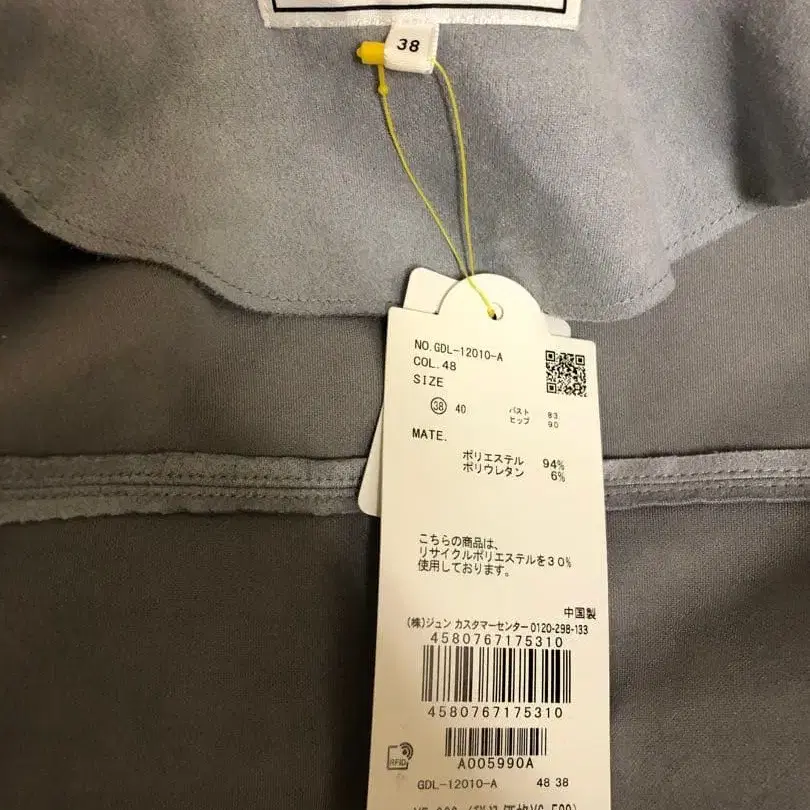 38
NO.GDL-12010-A
COL.48
SIZE
㊳ 40 バスト 83
ヒップ 90
MATE.
ポリエステル 94%
ポリウレタン 6%
こちらの商品は、
リサイクルポリエステルを30%
使用しております。
中国製
(株)ジュン カスタマーセンター 0120-298-133
4580767175310
4580767175310
A005990A
RFID
GDL-12010-A 48 38